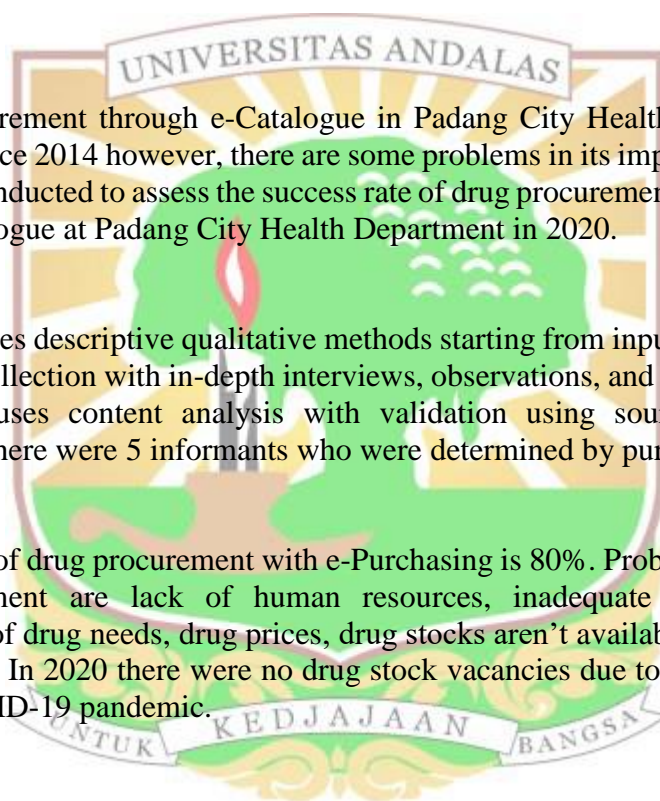 UNIVERSITAS ANDALAS
rement through e-Catalogue in Padang City Health
ce 2014 however, there are some problems in its imp
nducted to assess the success rate of drug procuremen
ogue at Padang City Health Department in 2020.
es descriptive qualitative methods starting from inpu
llection with in-depth interviews, observations, and
uses content analysis with validation using sou
here were 5 informants who were determined by pur
of drug procurement with e-Purchasing is 80%. Prob
ment are lack of human resources, inadequate
of drug needs, drug prices, drug stocks aren’t availab
In 2020 there were no drug stock vacancies due to
ID-19 pandemic.
UNTUK KEDJAJAAN BANGSA